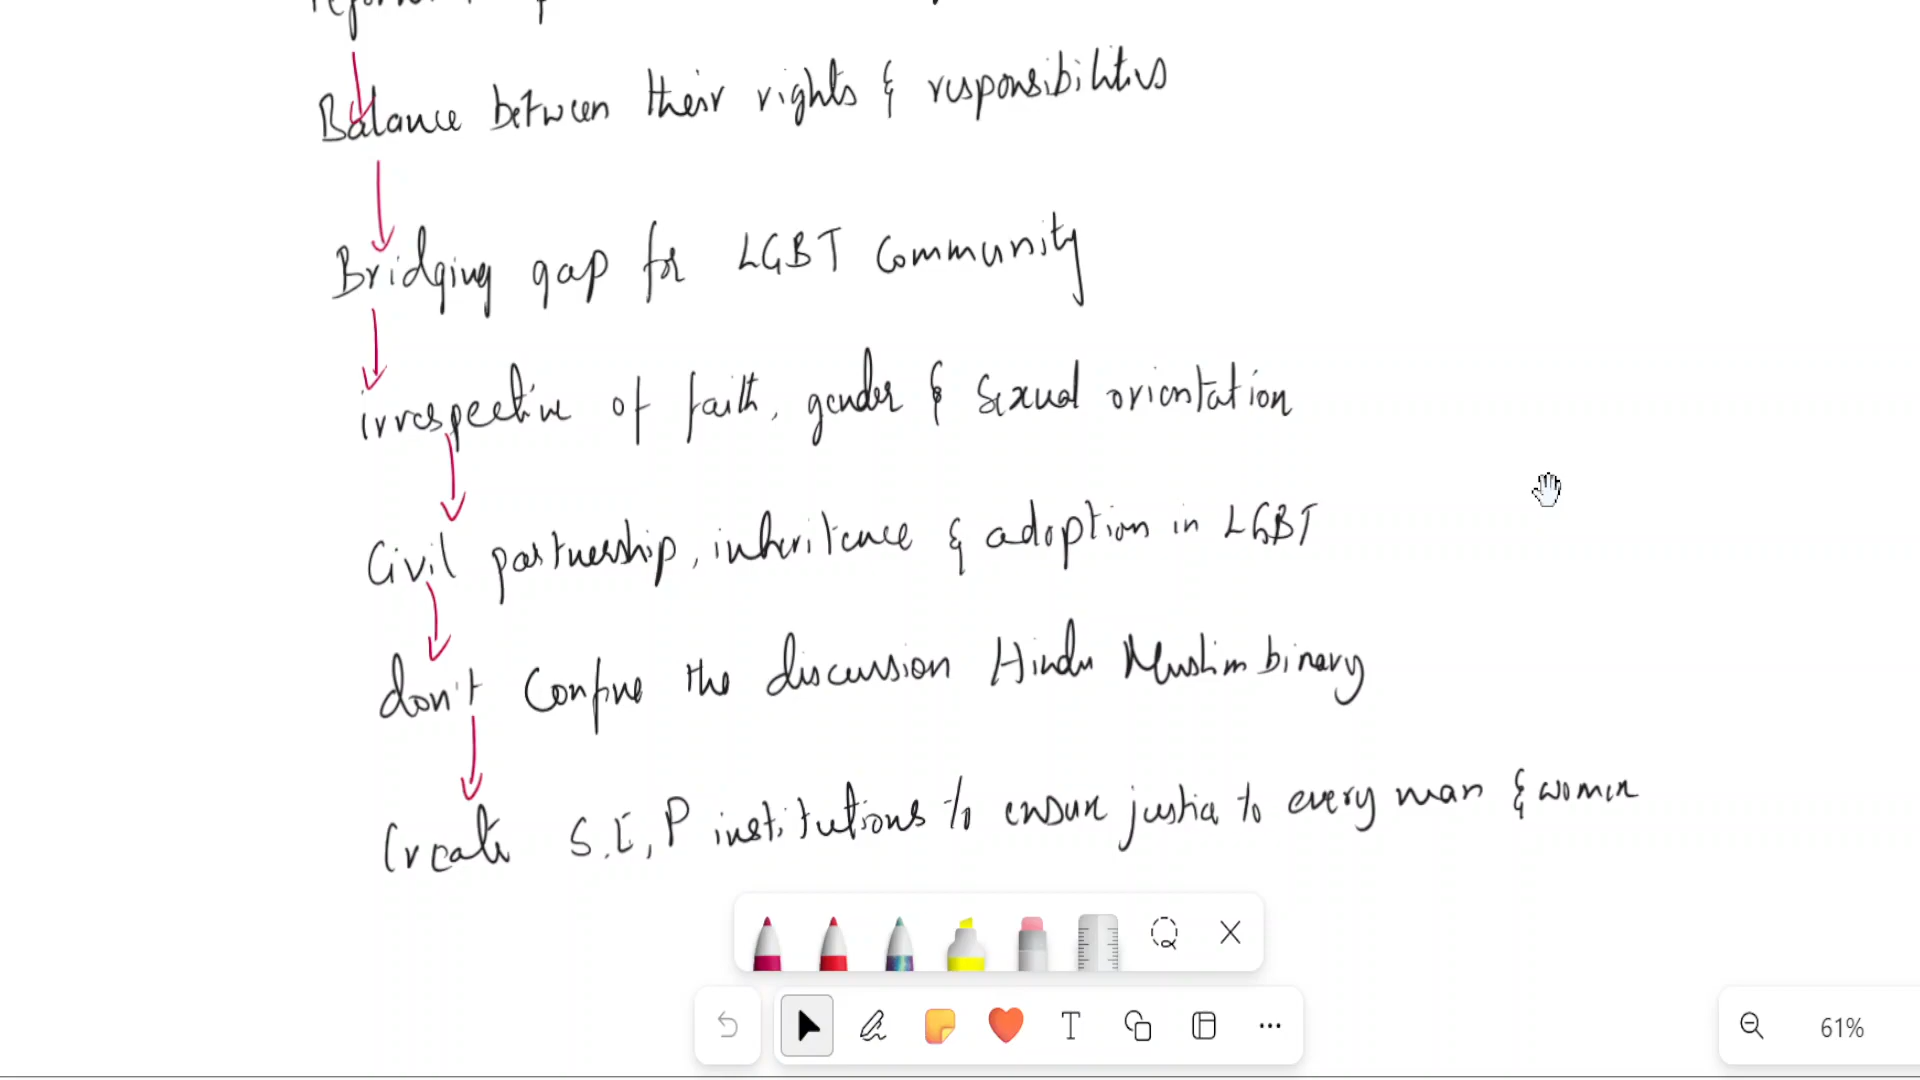 Balance between their rights & responsibilities
Bridging gap for LGBT Community
irrespective of faith, gender & Sexual orientation
Civil partnership, inheritence & adoption in LGBT
don't Confine the discussion Hindu Muslim binary
Create S.E, P institutions to ensure justice to every man & women
T
61%